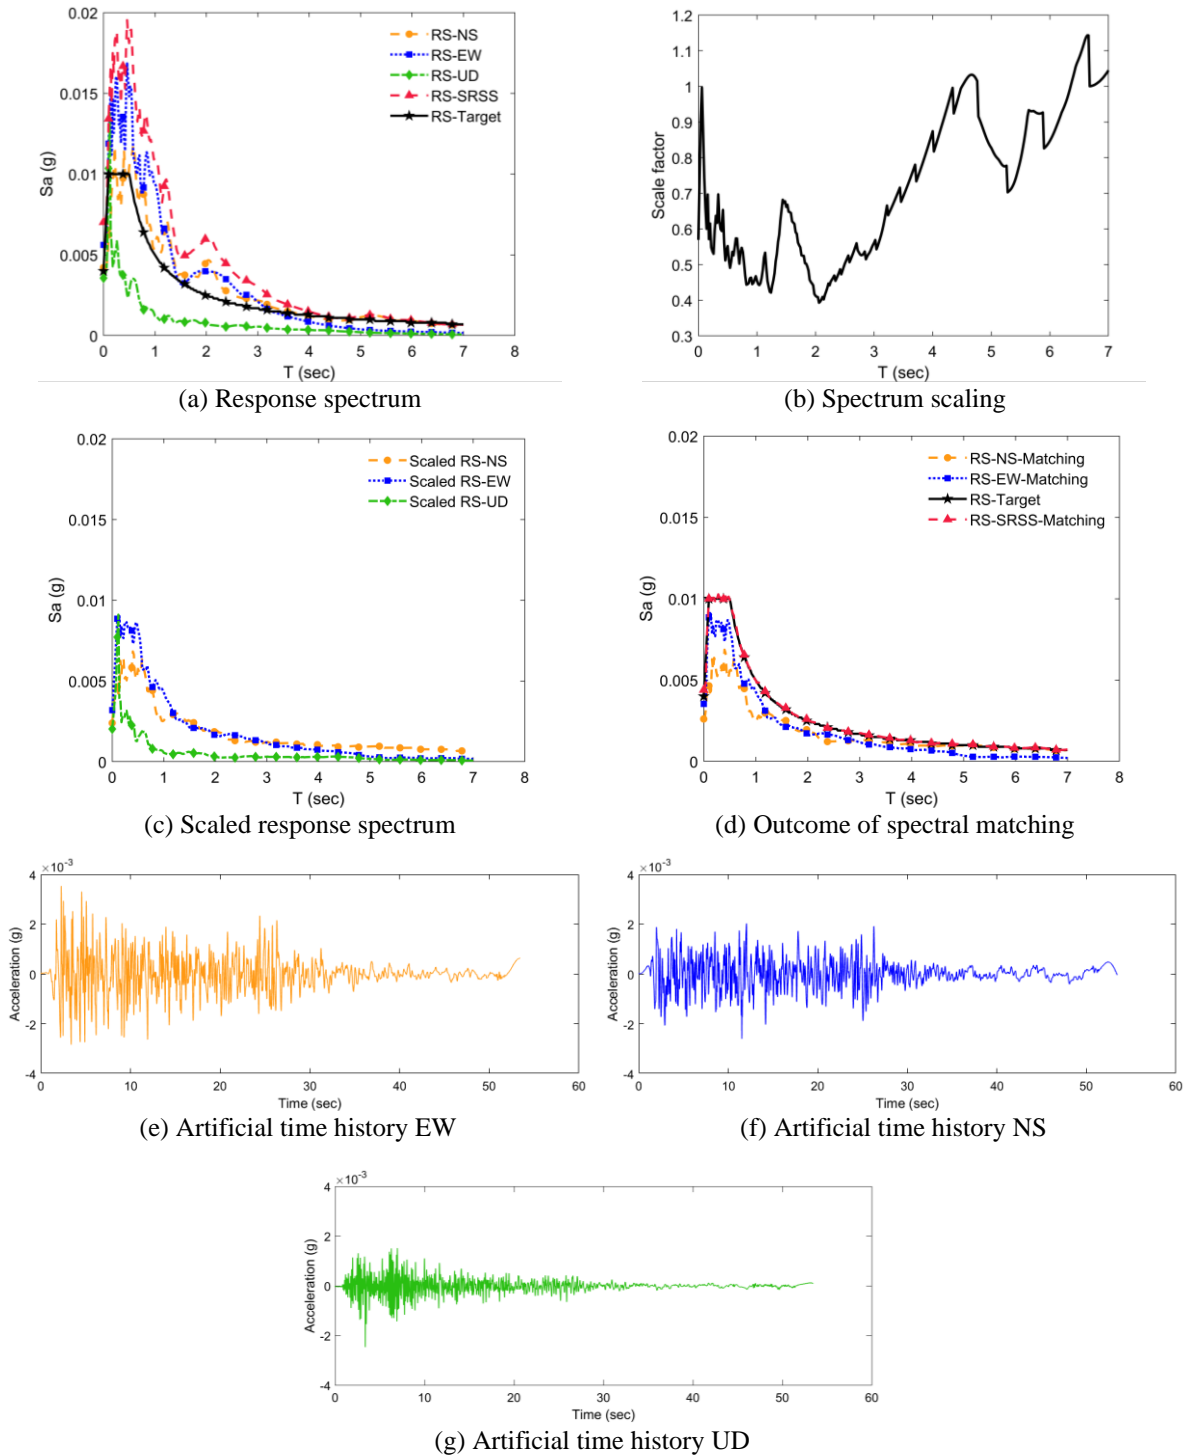 0.02
0.015
0.01
0.005
0
Sa (g)
RS-NS
RS-EW
RS-UD
RS-SRSS
RS-Target
0 1 2 3 4 5 6 7 8
T (sec)
(a) Response spectrum
1.2
1.1
1
0.9
0.8
0.7
0.6
0.5
0.4
0.3
Scale factor
0 1 2 3 4 5 6 7
T (sec)
(b) Spectrum scaling
0.02
0.015
0.01
0.005
0
Sa (g)
Scaled RS-NS
Scaled RS-EW
Scaled RS-UD
0 1 2 3 4 5 6 7 8
T (sec)
(c) Scaled response spectrum
0.02
0.015
0.01
0.005
0
Sa (g)
RS-NS-Matching
RS-EW-Matching
RS-Target
RS-SRSS-Matching
0 1 2 3 4 5 6 7 8
T (sec)
(d) Outcome of spectral matching
×10⁻³
4
2
0
-2
-4
Acceleration (g)
0 10 20 30 40 50 60
Time (sec)
(e) Artificial time history EW
×10⁻³
4
2
0
-2
-4
Acceleration (g)
0 10 20 30 40 50 60
Time (sec)
(f) Artificial time history NS
×10⁻³
4
2
0
-2
-4
Acceleration (g)
0 10 20 30 40 50 60
Time (sec)
(g) Artificial time history UD